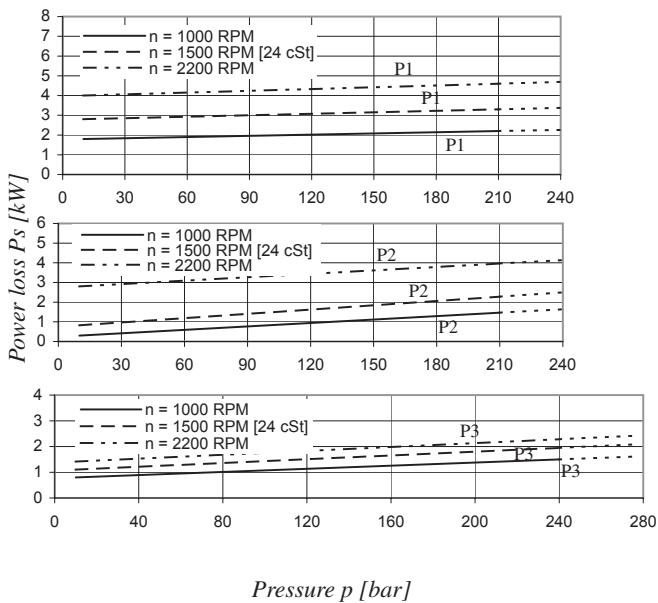 8
7
6
5
4
3
2
1
0
n = 1000 RPM
n = 1500 RPM [24 cSt]
n = 2200 RPM
P1
P1
P1
0 30 60 90 120 150 180 210 240
Power loss Ps [kW]
6
5
4
3
2
1
0
n = 1000 RPM
n = 1500 RPM [24 cSt]
n = 2200 RPM
P2
P2
P2
0 30 60 90 120 150 180 210 240
4
3
2
1
0
n = 1000 RPM
n = 1500 RPM [24 cSt]
n = 2200 RPM
P3
P3
P3
0 40 80 120 160 200 240 280
Pressure p [bar]